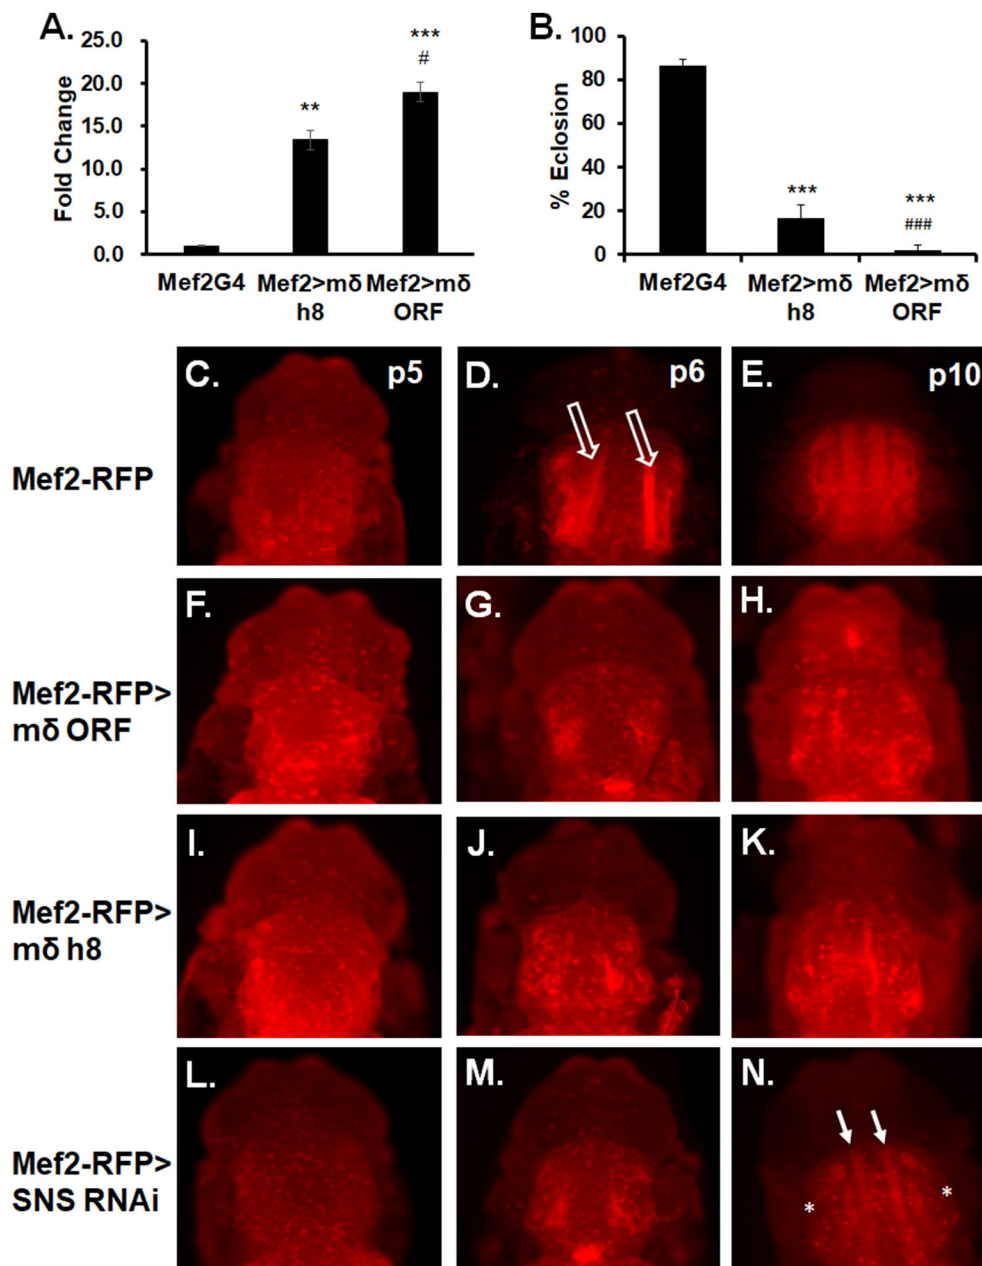 A.
Fold Change
25.0
20.0
15.0
10.0
5.0
0.0
**
***
#
Mef2G4
Mef2>mδ
h8
Mef2>mδ
ORF
B.
% Eclosion
100
80
60
40
20
0
***
***
###
Mef2G4
Mef2>mδ
h8
Mef2>mδ
ORF
Mef2-RFP
C.
p5
D.
p6
E.
p10
Mef2-RFP>
mδ ORF
F.
G.
H.
Mef2-RFP>
mδ h8
I.
J.
K.
Mef2-RFP>
SNS RNAi
L.
M.
N.
*
*